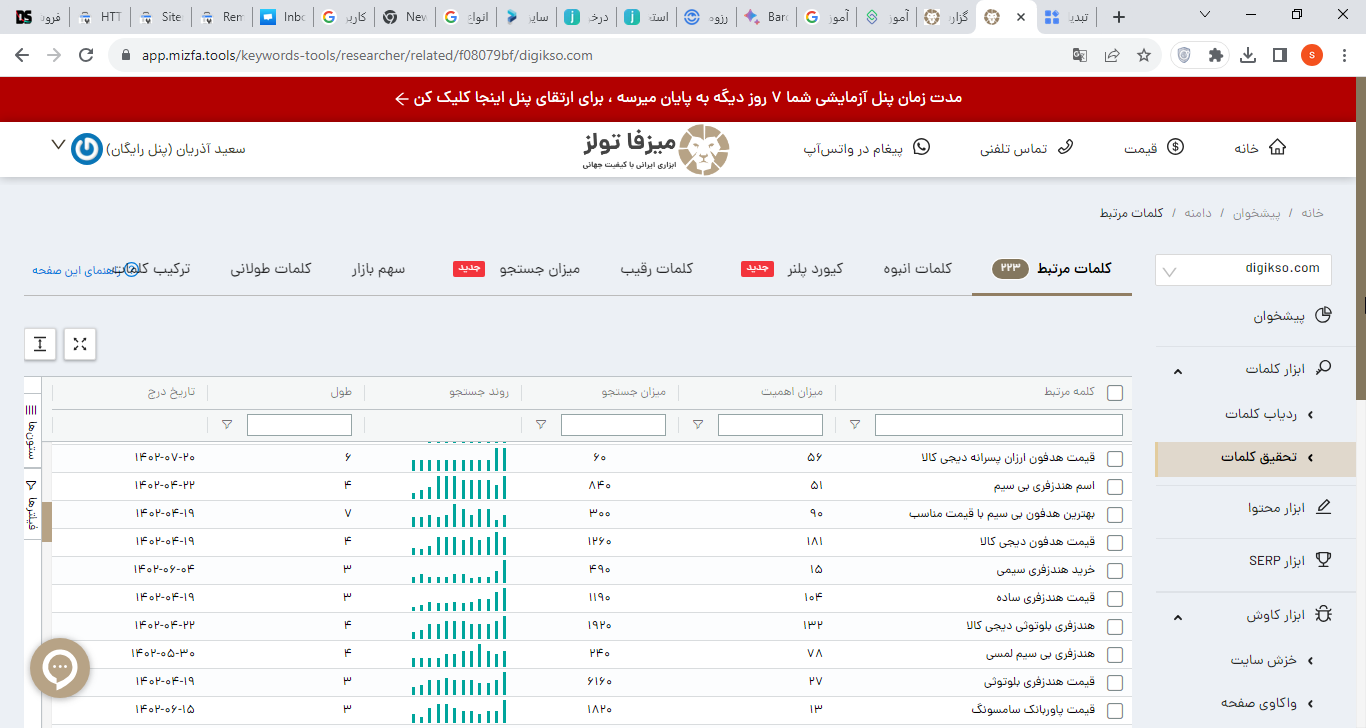 فرود
HTT
Site
Rem
Inbo
کاربر
New
انواع
سایز
درخ
استع
رزوه
Bard
آموز
آموز
گزار
تبدیل
app.mizfa.tools/keywords-tools/researcher/related/f08079bf/digikso.com
S
مدت زمان پنل آزمایشی شما ۷ روز دیگه به پایان میرسه ، برای ارتقای پنل اینجا کلیک کن ←
خانه
قیمت
تماس تلفنی
پیغام در واتس‌آپ
میزفا تولز
ابزاری ایرانی با کیفیت جهانی
سعید آذریان (پنل رایگان)
خانه / پیشخوان / دامنه / کلمات مرتبط
digikso.com
پیشخوان
ابزار کلمات
ردیاب کلمات
تحقیق کلمات
ابزار محتوا
ابزار SERP
ابزار کاوش
خزش سایت
واکاوی صفحه
کلمات مرتبط ۲۲۳
کلمات انبوه
کیورد پلنر جدید
کلمات رقیب
میزان جستجو جدید
سهم بازار
کلمات طولانی
ترکیب کلمات
راهنمای این صفحه
کلمه مرتبط میزان اهمیت میزان جستجو روند جستجو طول تاریخ درج
قیمت هدفون ارزان پسرانه دیجی کالا ۵۶ ۶۰ ۶ ۱۴۰۲-۰۷-۲۰
اسم هندزفری بی سیم ۵۱ ۸۴۰ ۴ ۱۴۰۲-۰۴-۲۲
بهترین هدفون بی سیم با قیمت مناسب ۹۰ ۳۰۰ ۷ ۱۴۰۲-۰۴-۱۹
قیمت هدفون دیجی کالا ۱۸۱ ۱۲۶۰ ۴ ۱۴۰۲-۰۴-۱۹
خرید هندزفری سیمی ۱۵ ۴۹۰ ۳ ۱۴۰۲-۰۶-۰۴
قیمت هندزفری ساده ۱۰۴ ۱۱۹۰ ۳ ۱۴۰۲-۰۴-۱۹
هندزفری بلوتوثی دیجی کالا ۱۳۲ ۱۹۲۰ ۴ ۱۴۰۲-۰۴-۲۲
هندزفری بی سیم لمسی ۷۸ ۲۴۰ ۴ ۱۴۰۲-۰۵-۳۰
قیمت هندزفری بلوتوثی ۲۷ ۶۱۶۰ ۳ ۱۴۰۲-۰۴-۱۹
قیمت پاوربانک سامسونگ ۱۳ ۱۸۲۰ ۳ ۱۴۰۲-۰۶-۱۵
ستون‌ها
فیلترها